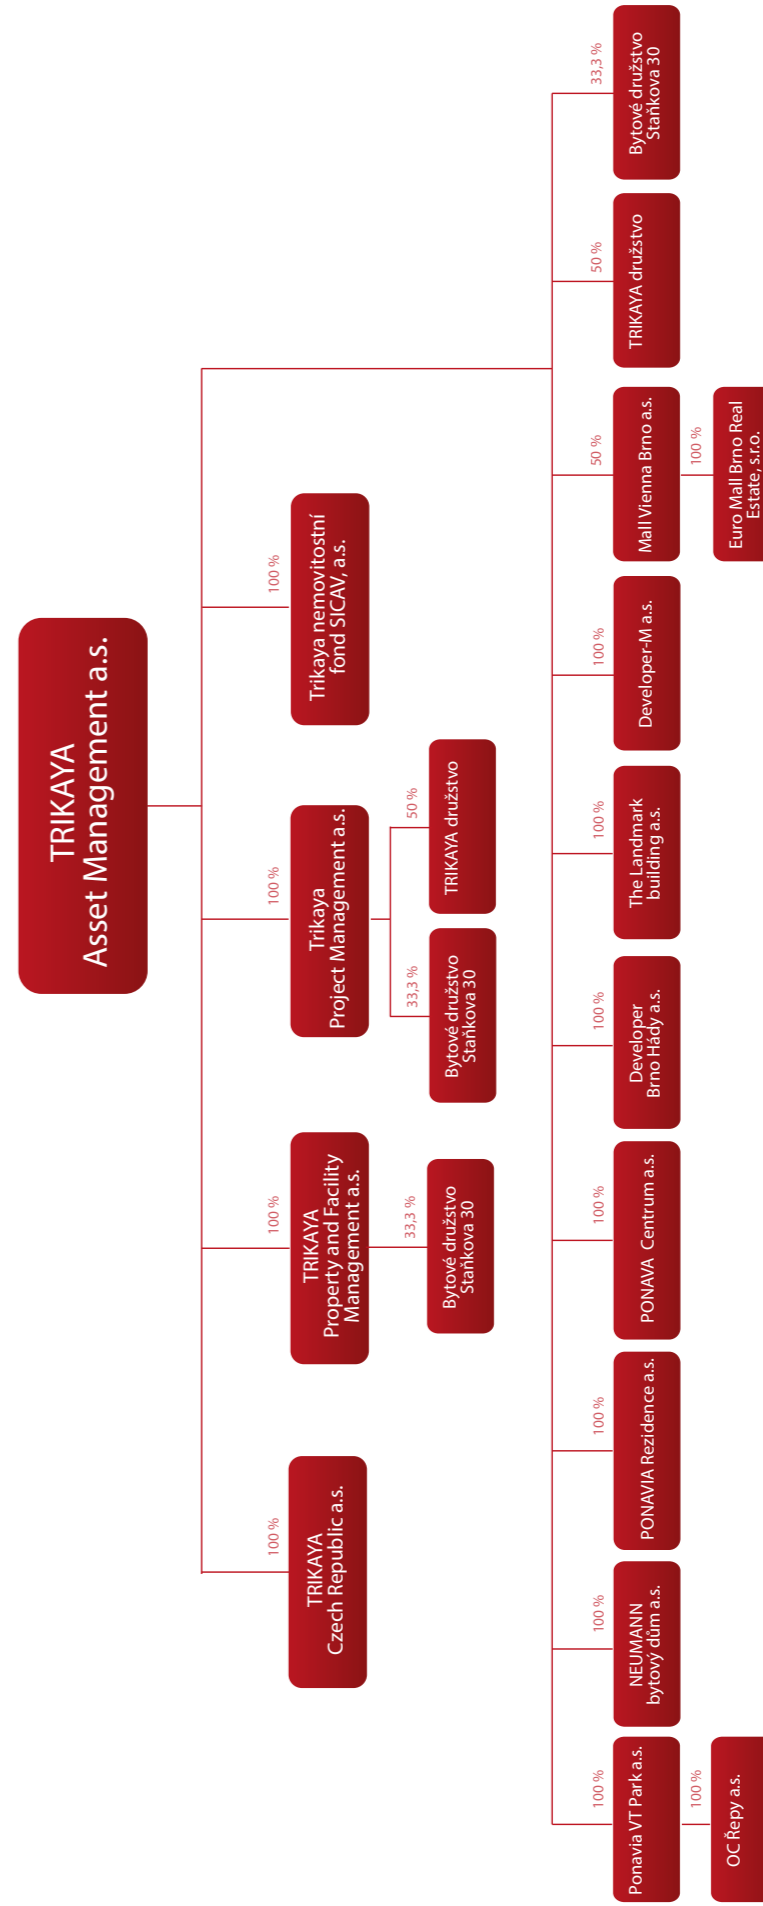 TRIKAYA
Asset Management a.s.
100 %
TRIKAYA
Czech Republic a.s.
100 %
TRIKAYA
Property and Facility
Management a.s.
100 %
Trikaya
Project Management a.s.
100 %
Trikaya nemovitostní
fond SICAV, a.s.
33,3 %
Bytové družstvo
Staňkova 30
33,3 %
Bytové družstvo
Staňkova 30
50 %
TRIKAYA družstvo
100 %
Ponavia VT Park a.s.
100 %
NEUMANN
bytový dům a.s.
100 %
PONAVIA Rezidence a.s.
100 %
PONAVA Centrum a.s.
100 %
Developer
Brno Hády a.s.
100 %
The Landmark
building a.s.
100 %
Developer-M a.s.
50 %
Mall Vienna Brno a.s.
50 %
TRIKAYA družstvo
33,3 %
Bytové družstvo
Staňkova 30
100 %
OC Řepy a.s.
100 %
Euro Mall Brno Real
Estate, s.r.o.